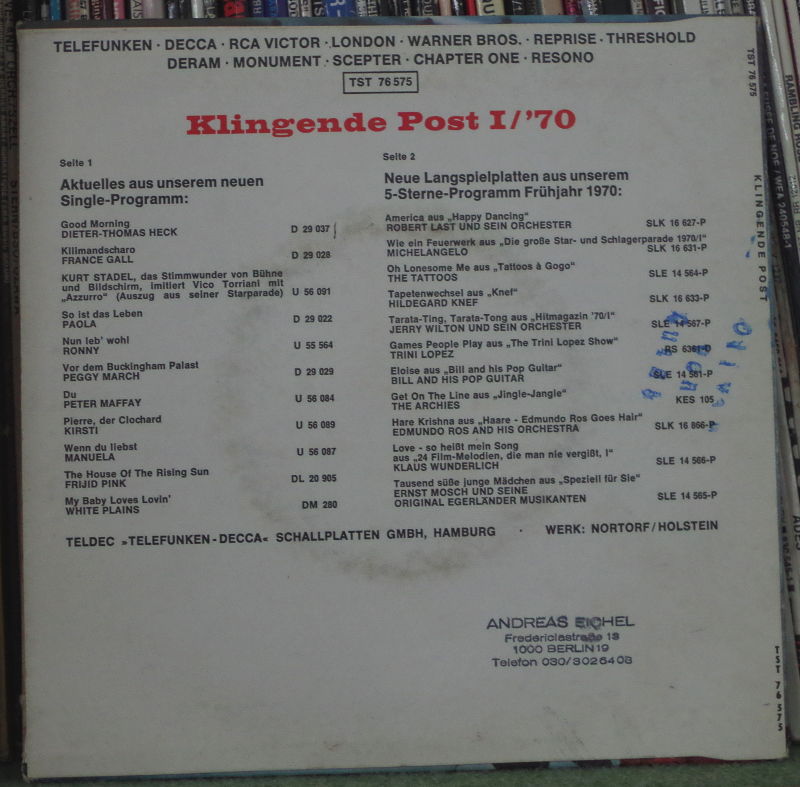 TELEFUNKEN · DECCA · RCA VICTOR · LONDON · WARNER BROS. · REPRISE · THRESHOLD
DERAM · MONUMENT · SCEPTER · CHAPTER ONE · RESONO
TST 76 575
Klingende Post I/'70
Seite 1
Aktuelles aus unserem neuen
Single-Programm:
Good Morning
DIETER-THOMAS HECK D 29 037
Kilimandscharo
FRANCE GALL D 29 028
KURT STADEL, das Stimmwunder von Bühne
und Bildschirm, imitiert Vico Torriani mit
„Azzurro“ (Auszug aus seiner Starparade) U 56 091
So ist das Leben
PAOLA D 29 022
Nun leb' wohl
RONNY U 55 564
Vor dem Buckingham Palast
PEGGY MARCH D 29 029
Du
PETER MAFFAY U 56 084
Pierre, der Clochard
KIRSTI U 56 089
Wenn du liebst
MANUELA U 56 087
The House Of The Rising Sun
FRIJID PINK DL 20 905
My Baby Loves Lovin'
WHITE PLAINS DM 280
Seite 2
Neue Langspielplatten aus unserem
5-Sterne-Programm Frühjahr 1970:
America aus „Happy Dancing“
ROBERT LAST UND SEIN ORCHESTER SLK 16 627-P
Wie ein Feuerwerk aus „Die große Star- und Schlagerparade 1970/I“
MICHELANGELO SLK 16 631-P
Oh Lonesome Me aus „Tattoos à Gogo“
THE TATTOOS SLE 14 564-P
Tapetenwechsel aus „Knef“
HILDEGARD KNEF SLK 16 633-P
Tarata-Ting, Tarata-Tong aus „Hitmagazin '70/I“
JERRY WILTON UND SEIN ORCHESTER SLE 14 567-P
Games People Play aus „The Trini Lopez Show“
TRINI LOPEZ RS 6361-D
Eloise aus „Bill and his Pop Guitar“
BILL AND HIS POP GUITAR SLE 14 561-P
Get On The Line aus „Jingle-Jangle“
THE ARCHIES KES 105
Hare Krishna aus „Haare - Edmundo Ros Goes Hair“
EDMUNDO ROS AND HIS ORCHESTRA SLK 16 866-P
Love - so heißt mein Song
aus „24 Film-Melodien, die man nie vergißt, I“
KLAUS WUNDERLICH SLE 14 566-P
Tausend süße junge Mädchen aus „Speziell für Sie“
ERNST MOSCH UND SEINE
ORIGINAL EGERLÄNDER MUSIKANTEN SLE 14 565-P
TELDEC »TELEFUNKEN-DECCA« SCHALLPLATTEN GMBH, HAMBURG · WERK: NORTORF/HOLSTEIN
ANDREAS EICHEL
Fredericiastraße 13
1000 BERLIN 19
Telefon 030/3026408
TST 76 575
KLINGENDE POST
TST 76 575